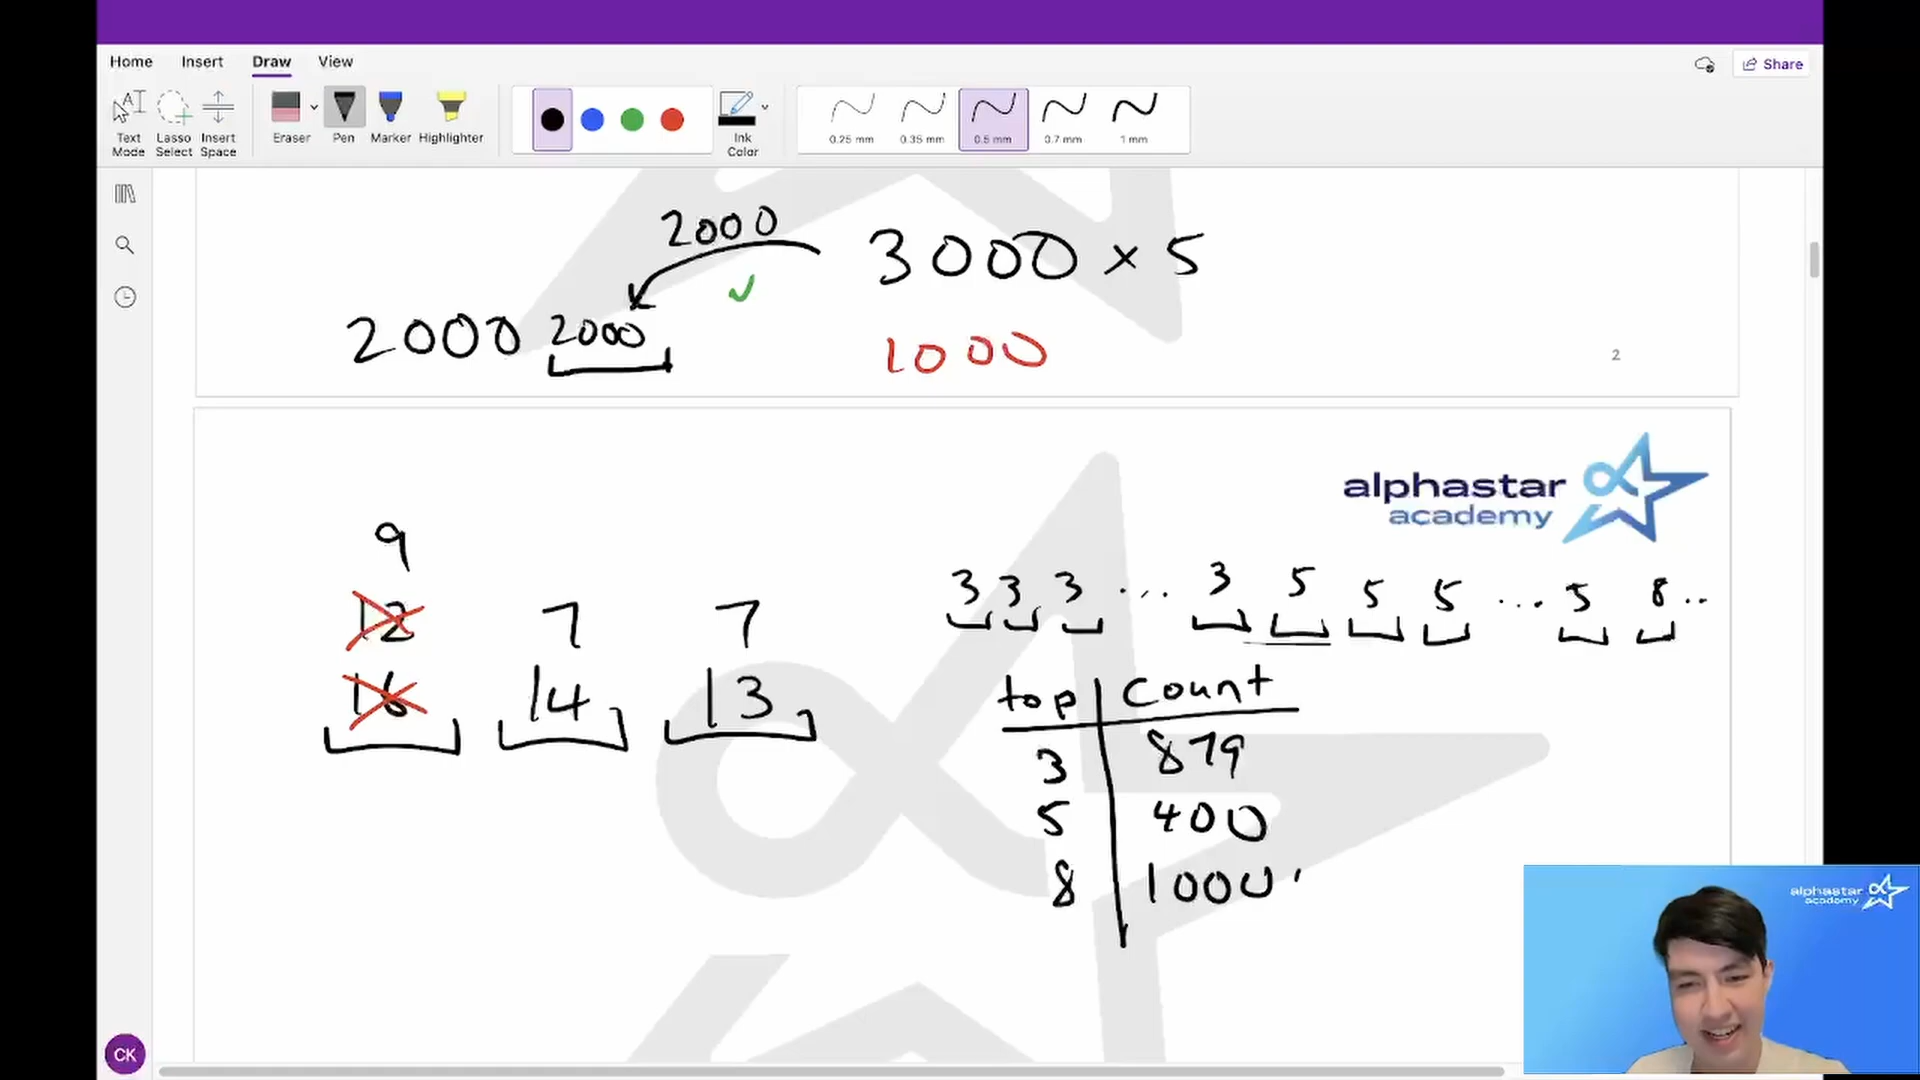 Home Insert Draw View
Share
Text Mode
Lasso Select
Insert Space
Eraser
Pen
Marker
Highlighter
Ink Color
0.25 mm
0.35 mm
0.5 mm
0.7 mm
1 mm
2000
3000 × 5
2000 2000
1000
2
alphastar
academy
9
12 7 7
16 14 13
3 3 3 ... 3 5 5 5 ... 5 8 ..
top count
3 879
5 400
8 1000
alphastar
academy
CK